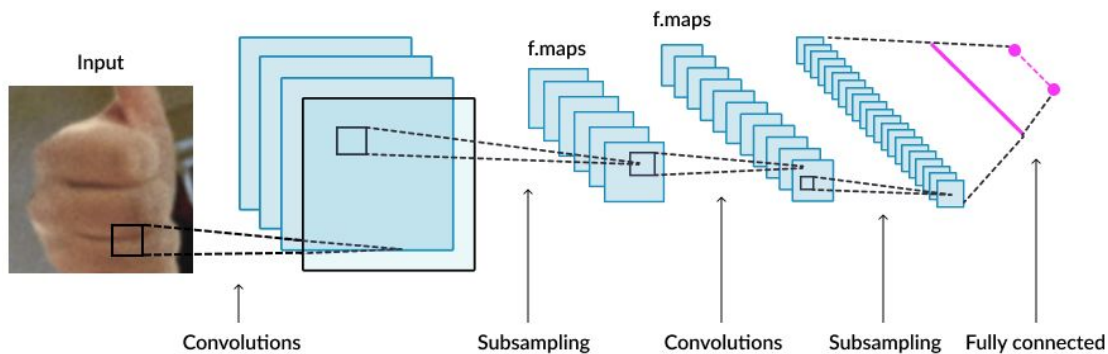 f.maps
f.maps
Input
Convolutions
Subsampling
Convolutions
Subsampling
Fully connected